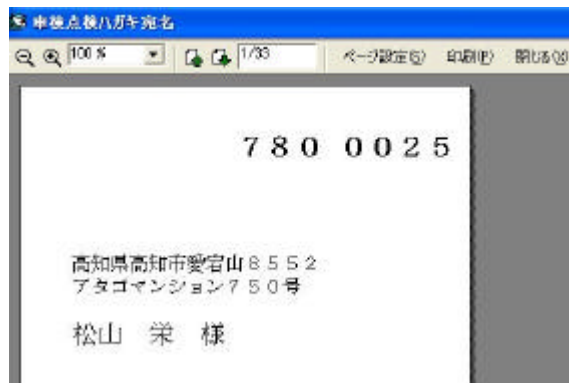 車検点検ハガキ宛名
100 % 1/33 ページ設定(S) 印刷(P) 閉じる(X)
780 0025
高知県高知市愛宕山8552
アタゴマンション750号
松山 栄 様